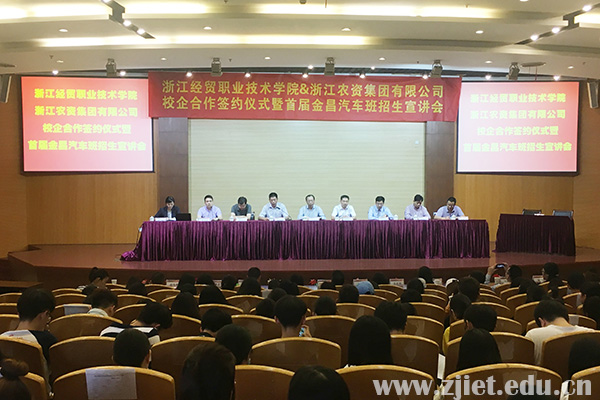 浙江经贸职业技术学院&浙江农资集团有限公司
校企合作签约仪式暨首届金昌汽车班招生宣讲会
浙江经贸职业技术学院
浙江农资集团有限公司
校企合作签约仪式暨
首届金昌汽车班招生宣讲会
浙江经贸职业技术学院
浙江农资集团有限公司
校企合作签约仪式暨
首届金昌汽车班招生宣讲会
www.zjiet.edu.cn